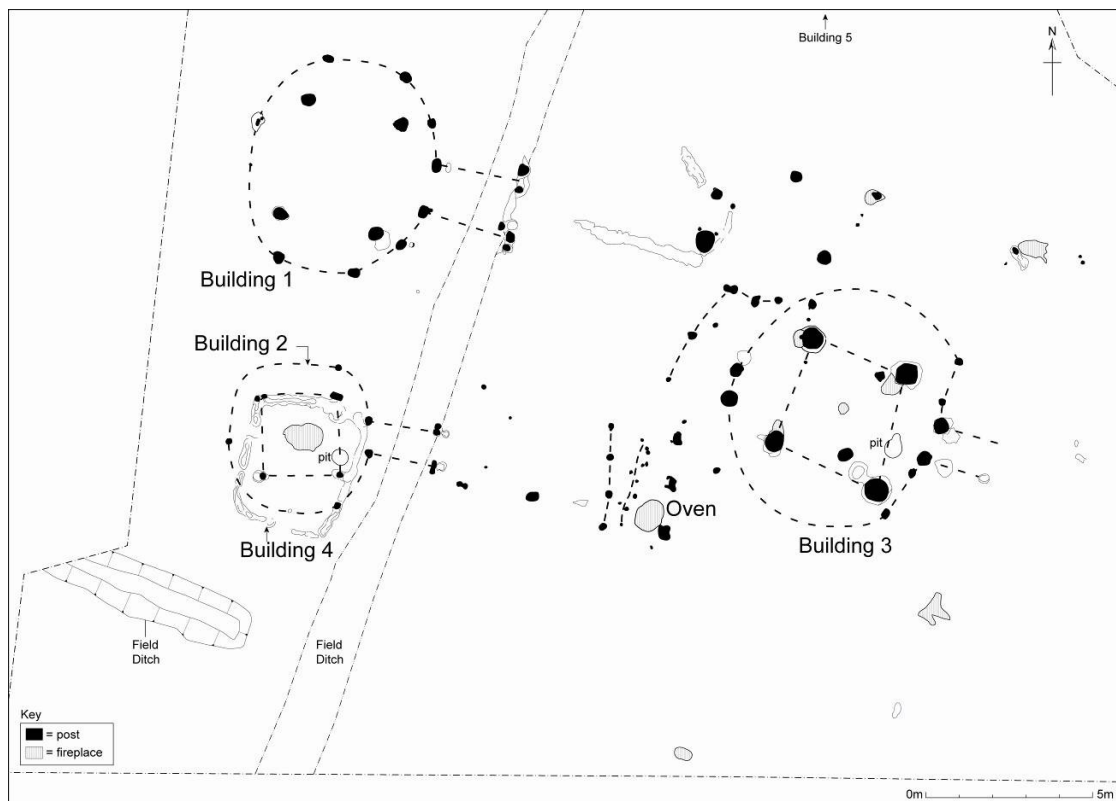 Building 5
N
Building 1
Building 2
pit
pit
Oven
Building 4
Building 3
Field
Ditch
Field
Ditch
Key
= post
= fireplace
0m
5m